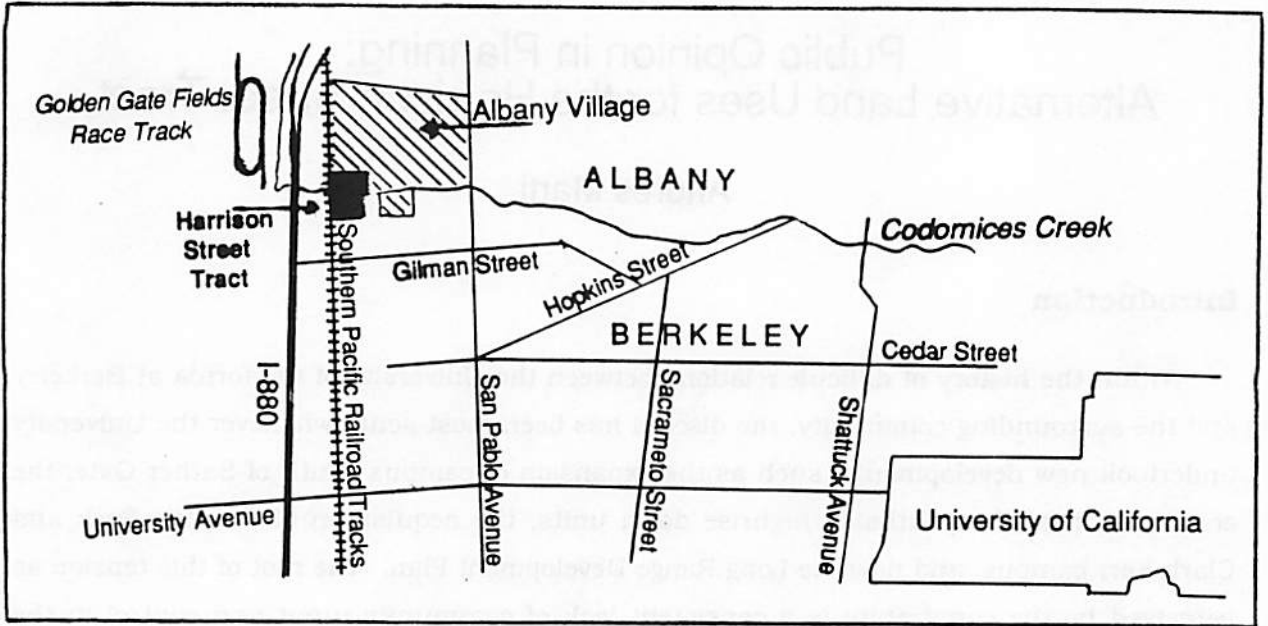 Golden Gate Fields
Race Track
Albany Village
ALBANY
Harrison
Street
Tract
Southern Pacific Railroad Tracks
Gilman Street
Hopkins Street
Codornices Creek
BERKELEY
Cedar Street
I-880
San Pablo Avenue
Sacrameto Street
Shattuck Avenue
University Avenue
University of California